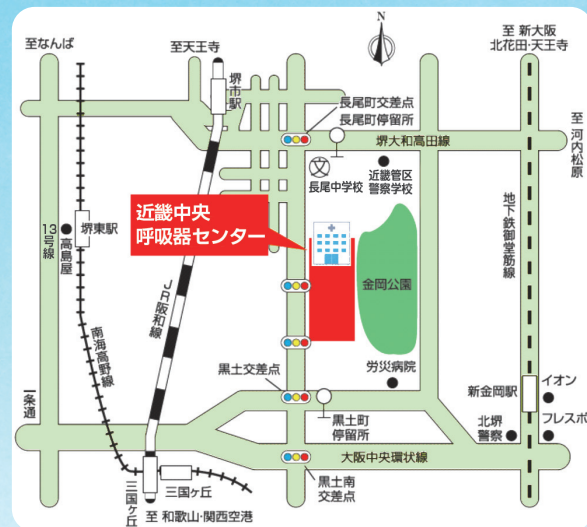 至なんば
至天王寺
N
至 新大阪
北花田・天王寺
堺市駅
長尾町交差点
長尾町停留所
堺大和高田線
至
河内松原
長尾中学校
近畿管区
警察学校
近畿中央
呼吸器センター
13号線
高島屋
堺東駅
JR阪和線
地下鉄御堂筋線
金岡公園
南海高野線
黒土交差点
労災病院
新金岡駅
イオン
一条通
黒土町
停留所
北堺
警察
フレスポ
大阪中央環状線
三国ヶ丘
三国ヶ丘
黒土南
交差点
至 和歌山・関西空港